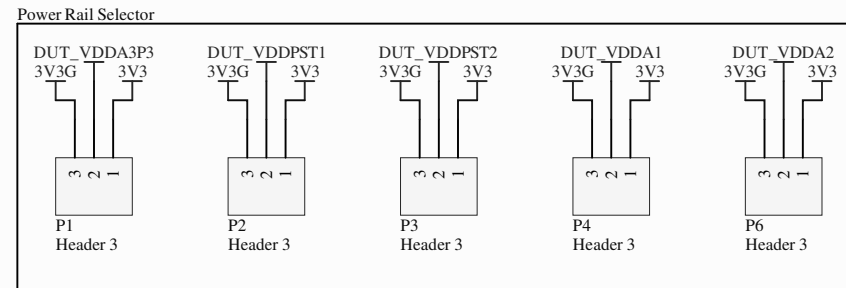 Power Rail Selector
DUT_VDDA3P3 DUT_VDDPST1 DUT_VDDPST2 DUT_VDDA1 DUT_VDDA2
3V3G 3V3 3V3G 3V3 3V3G 3V3 3V3G 3V3 3V3G 3V3
3 2 1 3 2 1 3 2 1 3 2 1 3 2 1
P1 P2 P3 P4 P6
Header 3 Header 3 Header 3 Header 3 Header 3